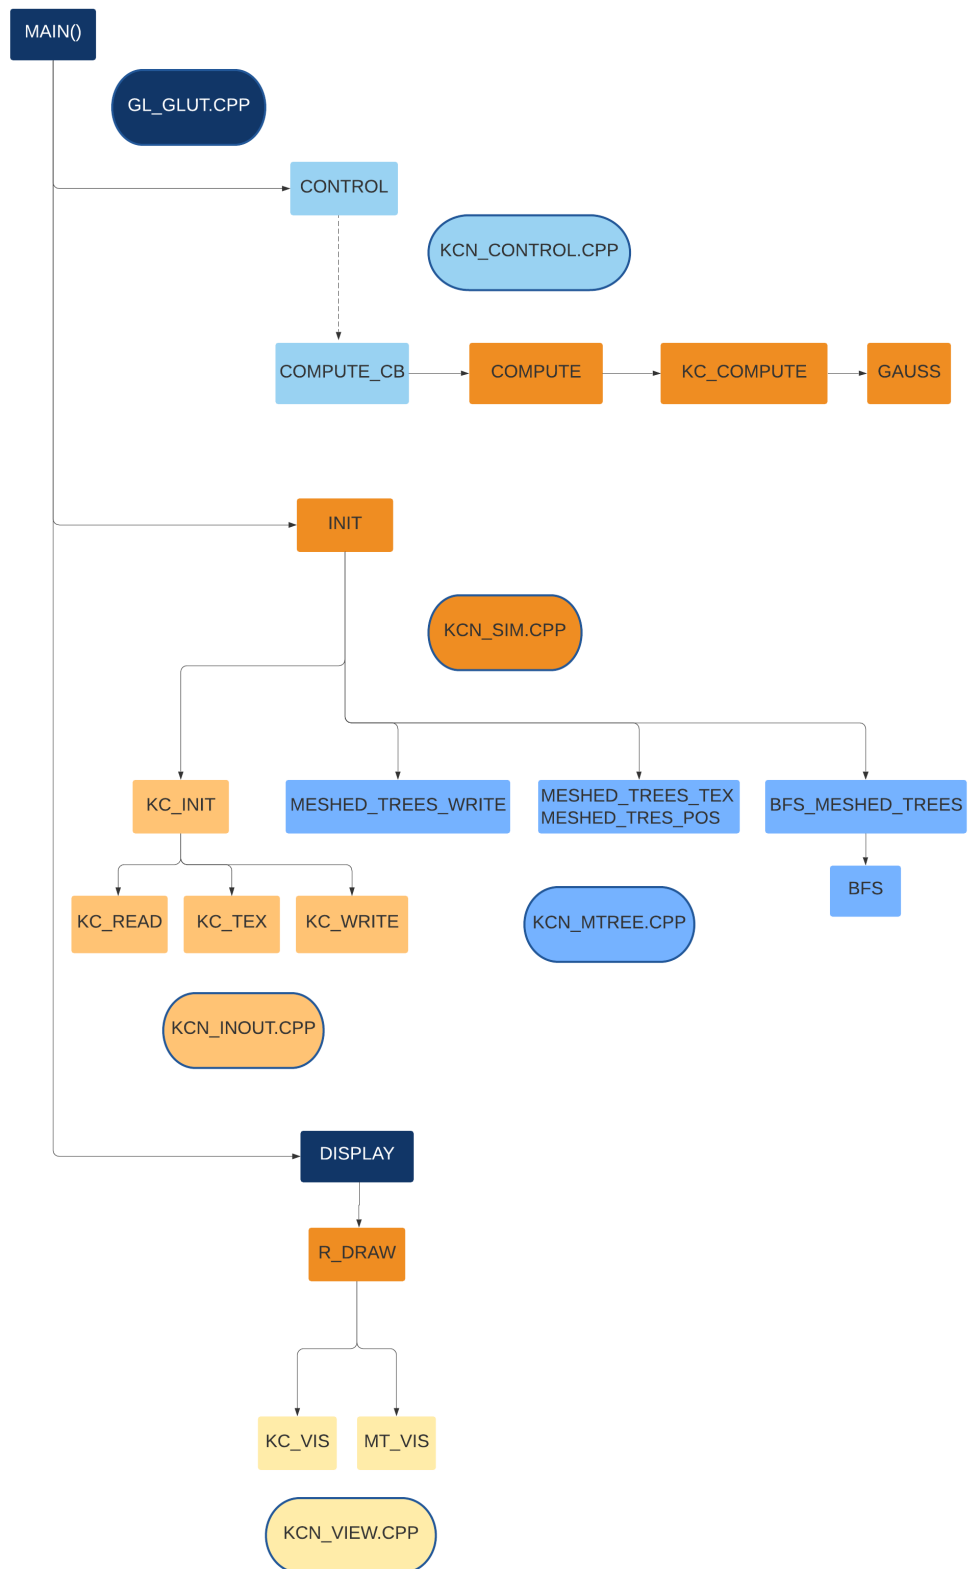 MAIN()
GL_GLUT.CPP
CONTROL
KCN_CONTROL.CPP
COMPUTE_CB
COMPUTE
KC_COMPUTE
GAUSS
INIT
KCN_SIM.CPP
KC_INIT
MESHED_TREES_WRITE
MESHED_TREES_TEX
MESHED_TRES_POS
BFS_MESHED_TREES
BFS
KC_READ
KC_TEX
KC_WRITE
KCN_MTREE.CPP
KCN_INOUT.CPP
DISPLAY
R_DRAW
KC_VIS
MT_VIS
KCN_VIEW.CPP